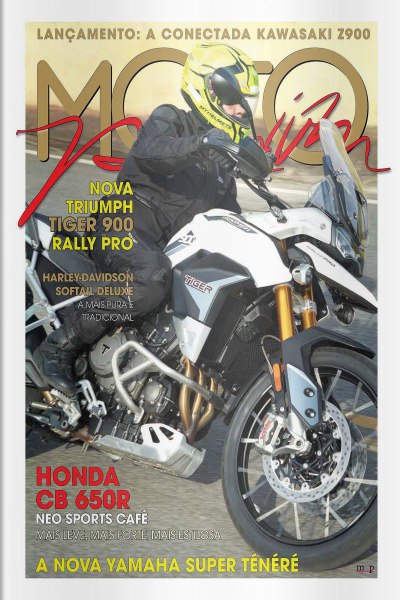 LANÇAMENTO: A CONECTADA KAWASAKI Z900
MOTO
NOVA
TRIUMPH
TIGER 900
RALLY PRO
HARLEY-DAVIDSON
SOFTAIL DELUXE
A MAIS PURA E
TRADICIONAL
TIGER
HONDA
CB 650R
NEO SPORTS CAFÉ
MAIS LEVE, MAIS FORTE, MAIS ESTILOSA
A NOVA YAMAHA SUPER TÉNÉRÉ
m_p